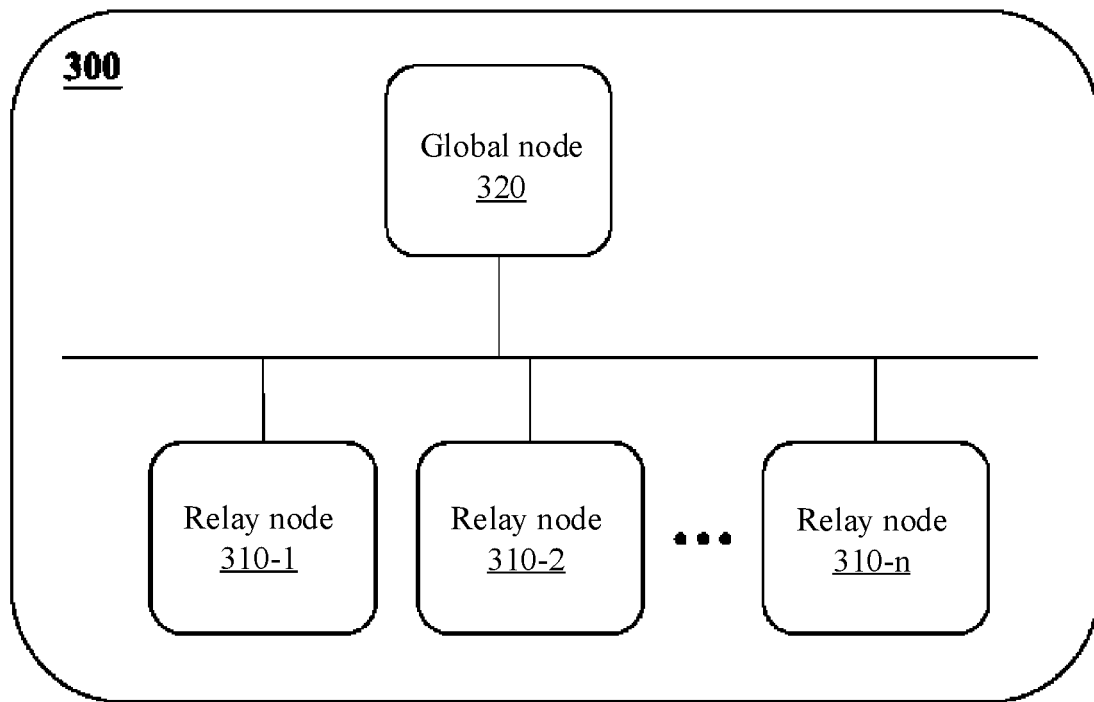 300
Global node
320
Relay node
310-1
Relay node
310-2
Relay node
310-n